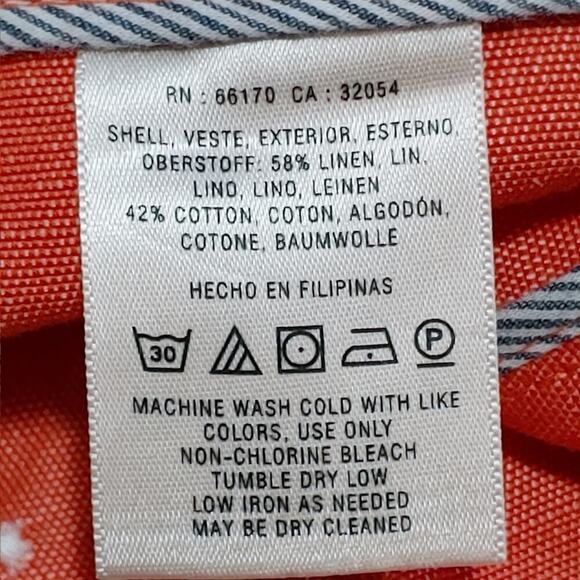 RN : 66170 CA : 32054
SHELL, VESTE, EXTERIOR, ESTERNO,
OBERSTOFF: 58% LINEN, LIN,
LINO, LINO, LEINEN
42% COTTON, COTON, ALGODÓN,
COTONE, BAUMWOLLE
HECHO EN FILIPINAS
30 P
MACHINE WASH COLD WITH LIKE
COLORS, USE ONLY
NON-CHLORINE BLEACH
TUMBLE DRY LOW
LOW IRON AS NEEDED
MAY BE DRY CLEANED